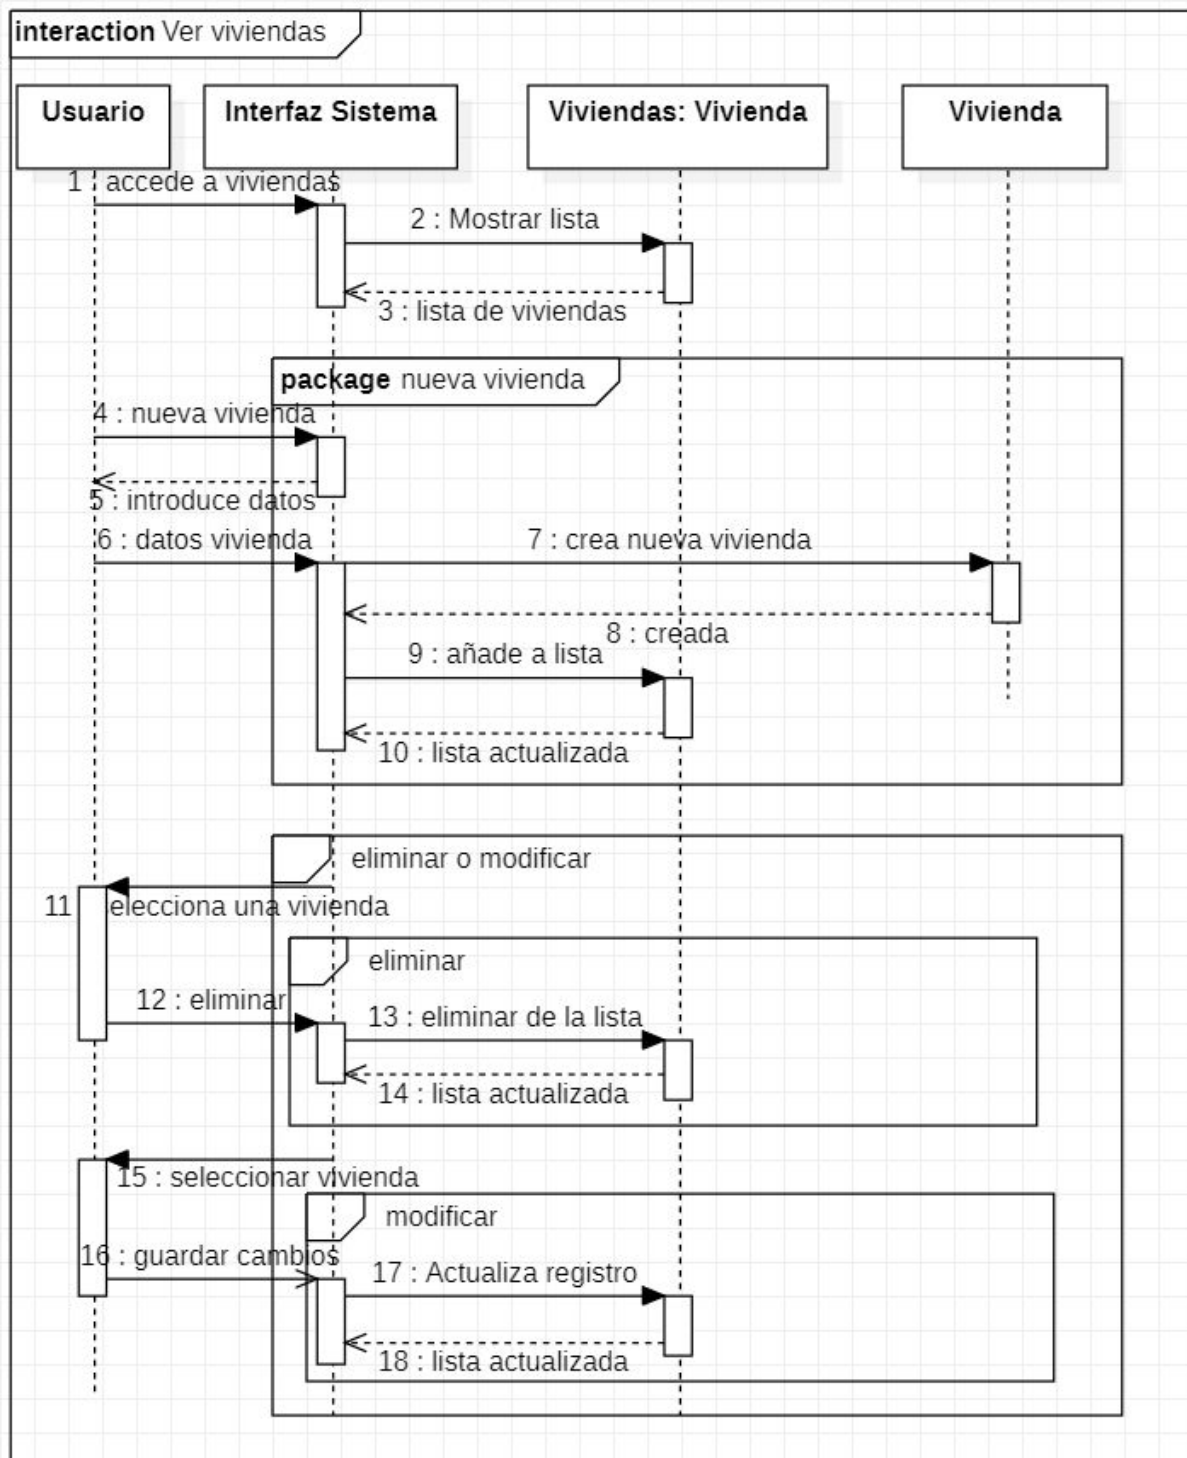 interaction Ver viviendas
Usuario
Interfaz Sistema
Viviendas: Vivienda
Vivienda
1 : accede a viviendas
2 : Mostrar lista
3 : lista de viviendas
package nueva vivienda
4 : nueva vivienda
5 : introduce datos
6 : datos vivienda
7 : crea nueva vivienda
8 : creada
9 : añade a lista
10 : lista actualizada
eliminar o modificar
11 elecciona una vivienda
eliminar
12 : eliminar
13 : eliminar de la lista
14 : lista actualizada
15 : seleccionar vivienda
modificar
16 : guardar cambios
17 : Actualiza registro
18 : lista actualizada